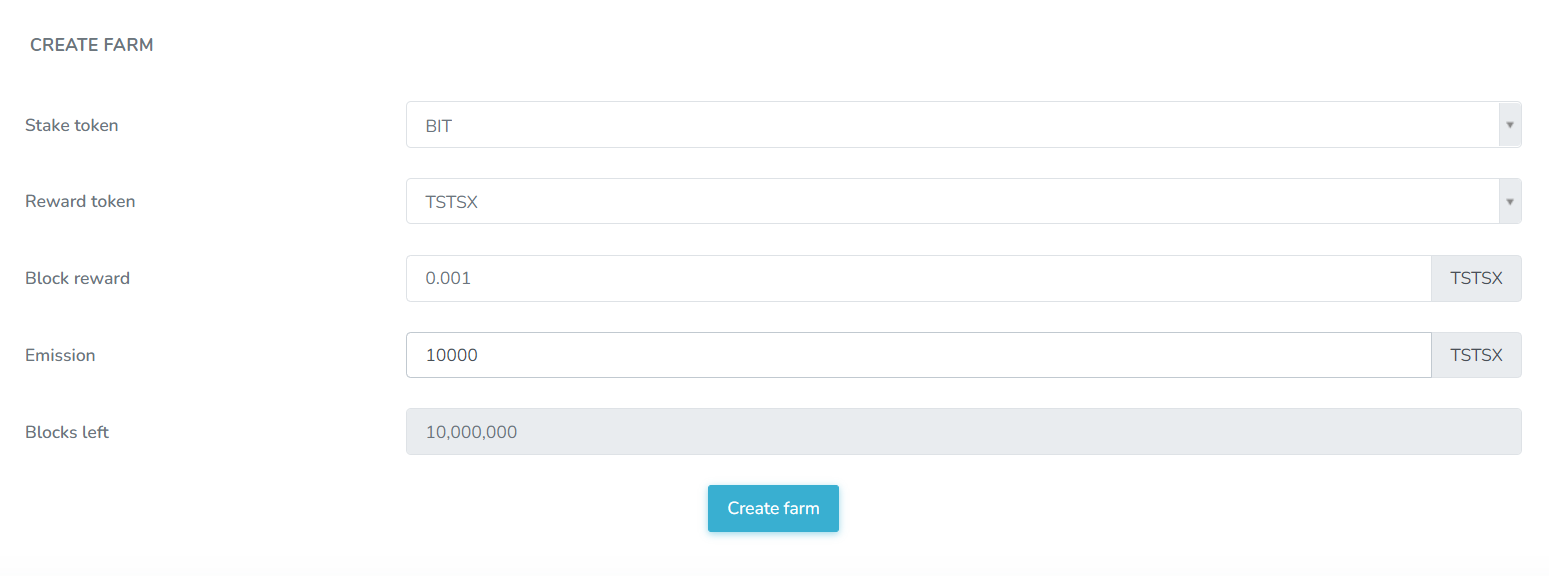 CREATE FARM
Stake token
BIT
Reward token
TSTSX
Block reward
0.001
TSTSX
Emission
10000
TSTSX
Blocks left
10,000,000
Create farm